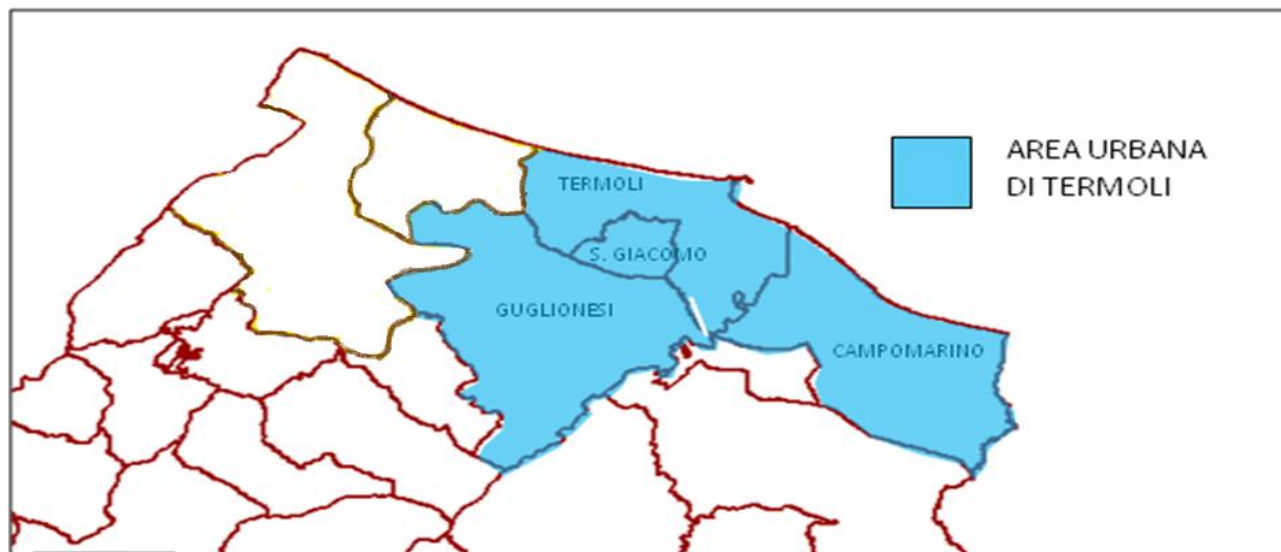 AREA URBANA
DI TERMOLI
TERMOLI
S. GIACOMO
GUGLIONESI
CAMPOMARINO